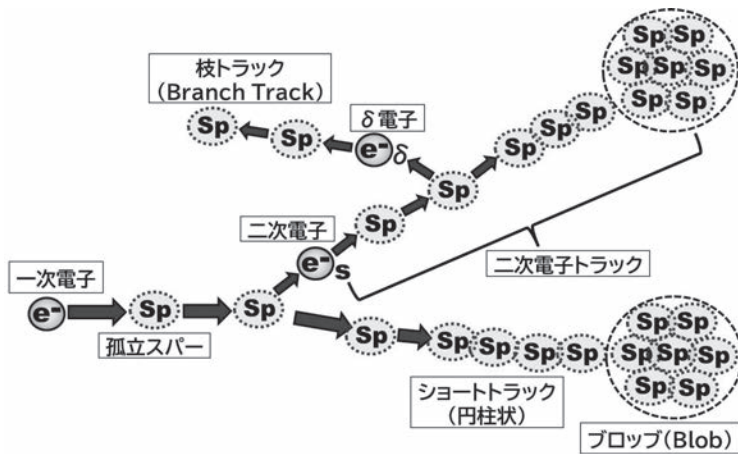 枝トラック
(Branch Track)
Sp Sp
Sp Sp Sp
Sp Sp
δ電子
Sp Sp e⁻ δ
Sp Sp Sp
Sp
二次電子
Sp
e⁻ s
二次電子トラック
一次電子
e⁻ Sp Sp
孤立スパー
Sp Sp Sp Sp Sp
Sp Sp
Sp Sp Sp
Sp Sp
ショートトラック
(円柱状)
ブロッブ(Blob)